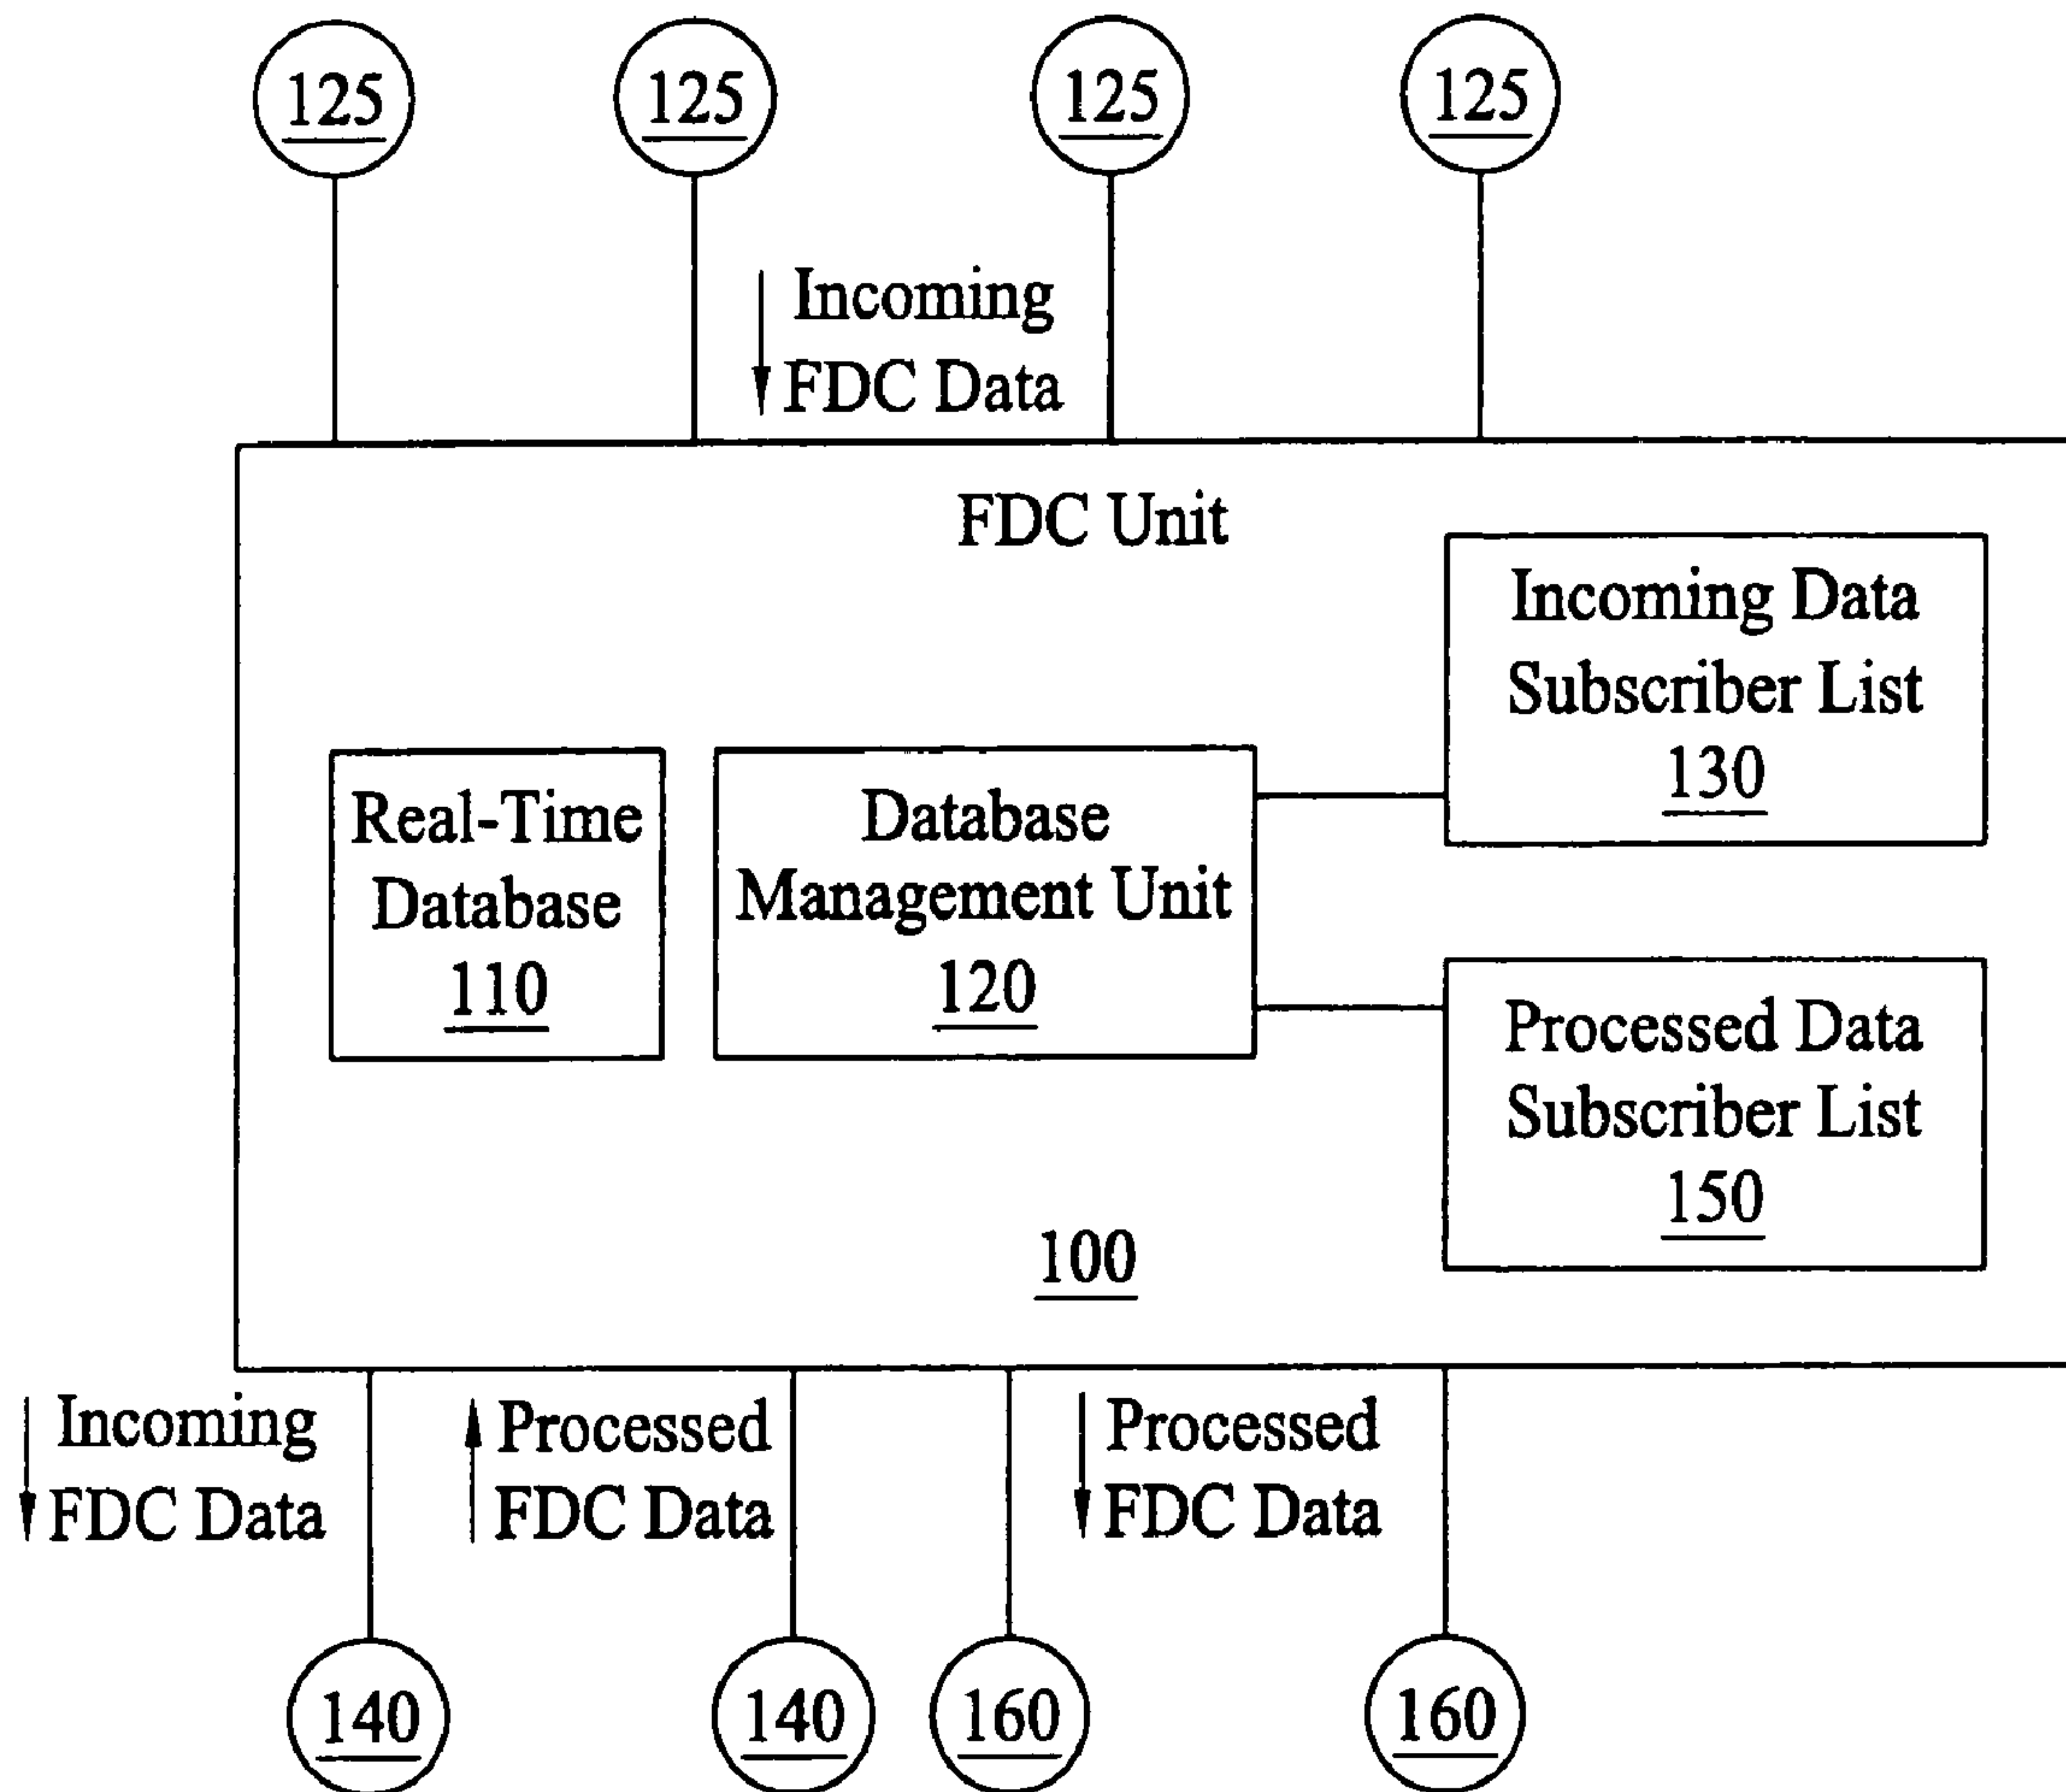 125
125
125
125
Incoming
FDC Data
FDC Unit
Incoming Data
Subscriber List
130
Real-Time
Database
110
Database
Management Unit
120
Processed Data
Subscriber List
150
100
Incoming
FDC Data
Processed
FDC Data
Processed
FDC Data
140
140
160
160